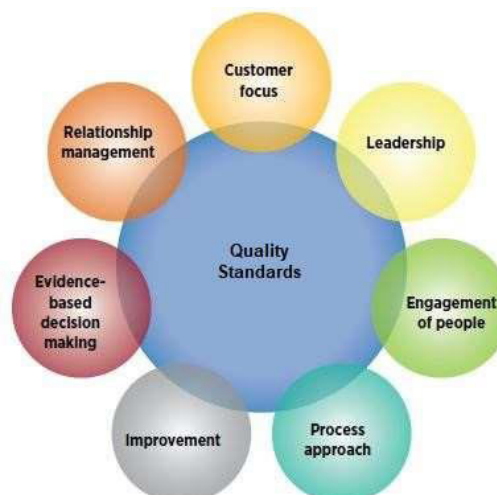 Customer
focus
Leadership
Engagement
of people
Process
approach
Improvement
Evidence-
based
decision
making
Relationship
management
Quality
Standards